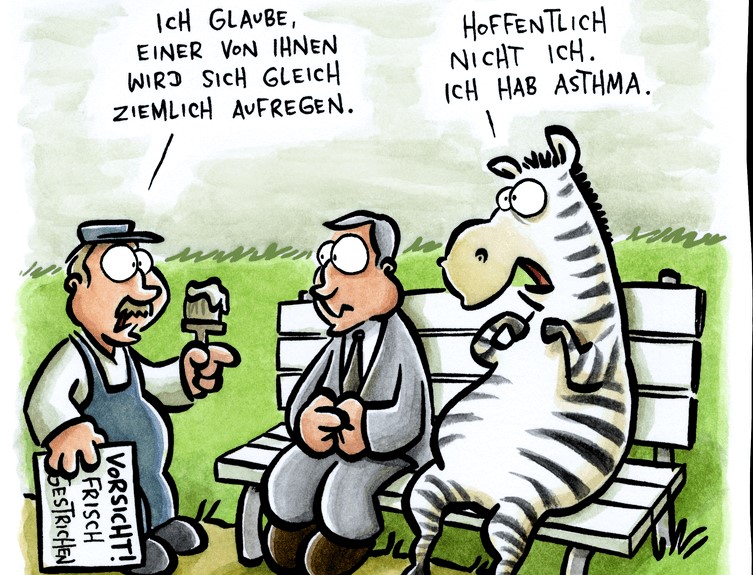 ICH GLAUBE,
EINER VON IHNEN
WIRD SICH GLEICH
ZIEMLICH AUFREGEN.
HOFFENTLICH
NICHT ICH.
ICH HAB ASTHMA.
VORSICHT!
FRISCH
GESTRICHEN